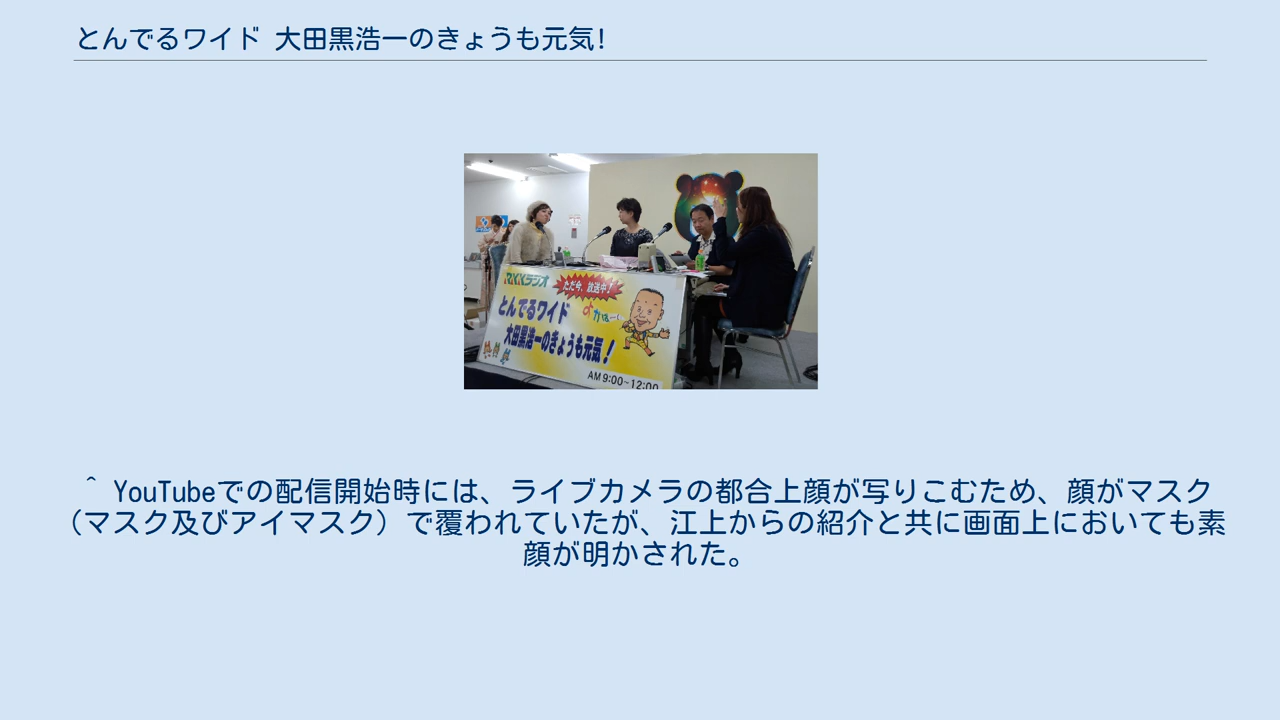 とんでるワイド 大田黒浩一のきょうも元気!
RKKラジオ
ただ今、放送中!
とんでるワイド
大田黒浩一のきょうも元気!
AM 9:00~12:00
^ YouTubeでの配信開始時には、ライブカメラの都合上顔が写りこむため、顔がマスク
(マスク及びアイマスク) で覆われていたが、江上からの紹介と共に画面上においても素
顔が明かされた。